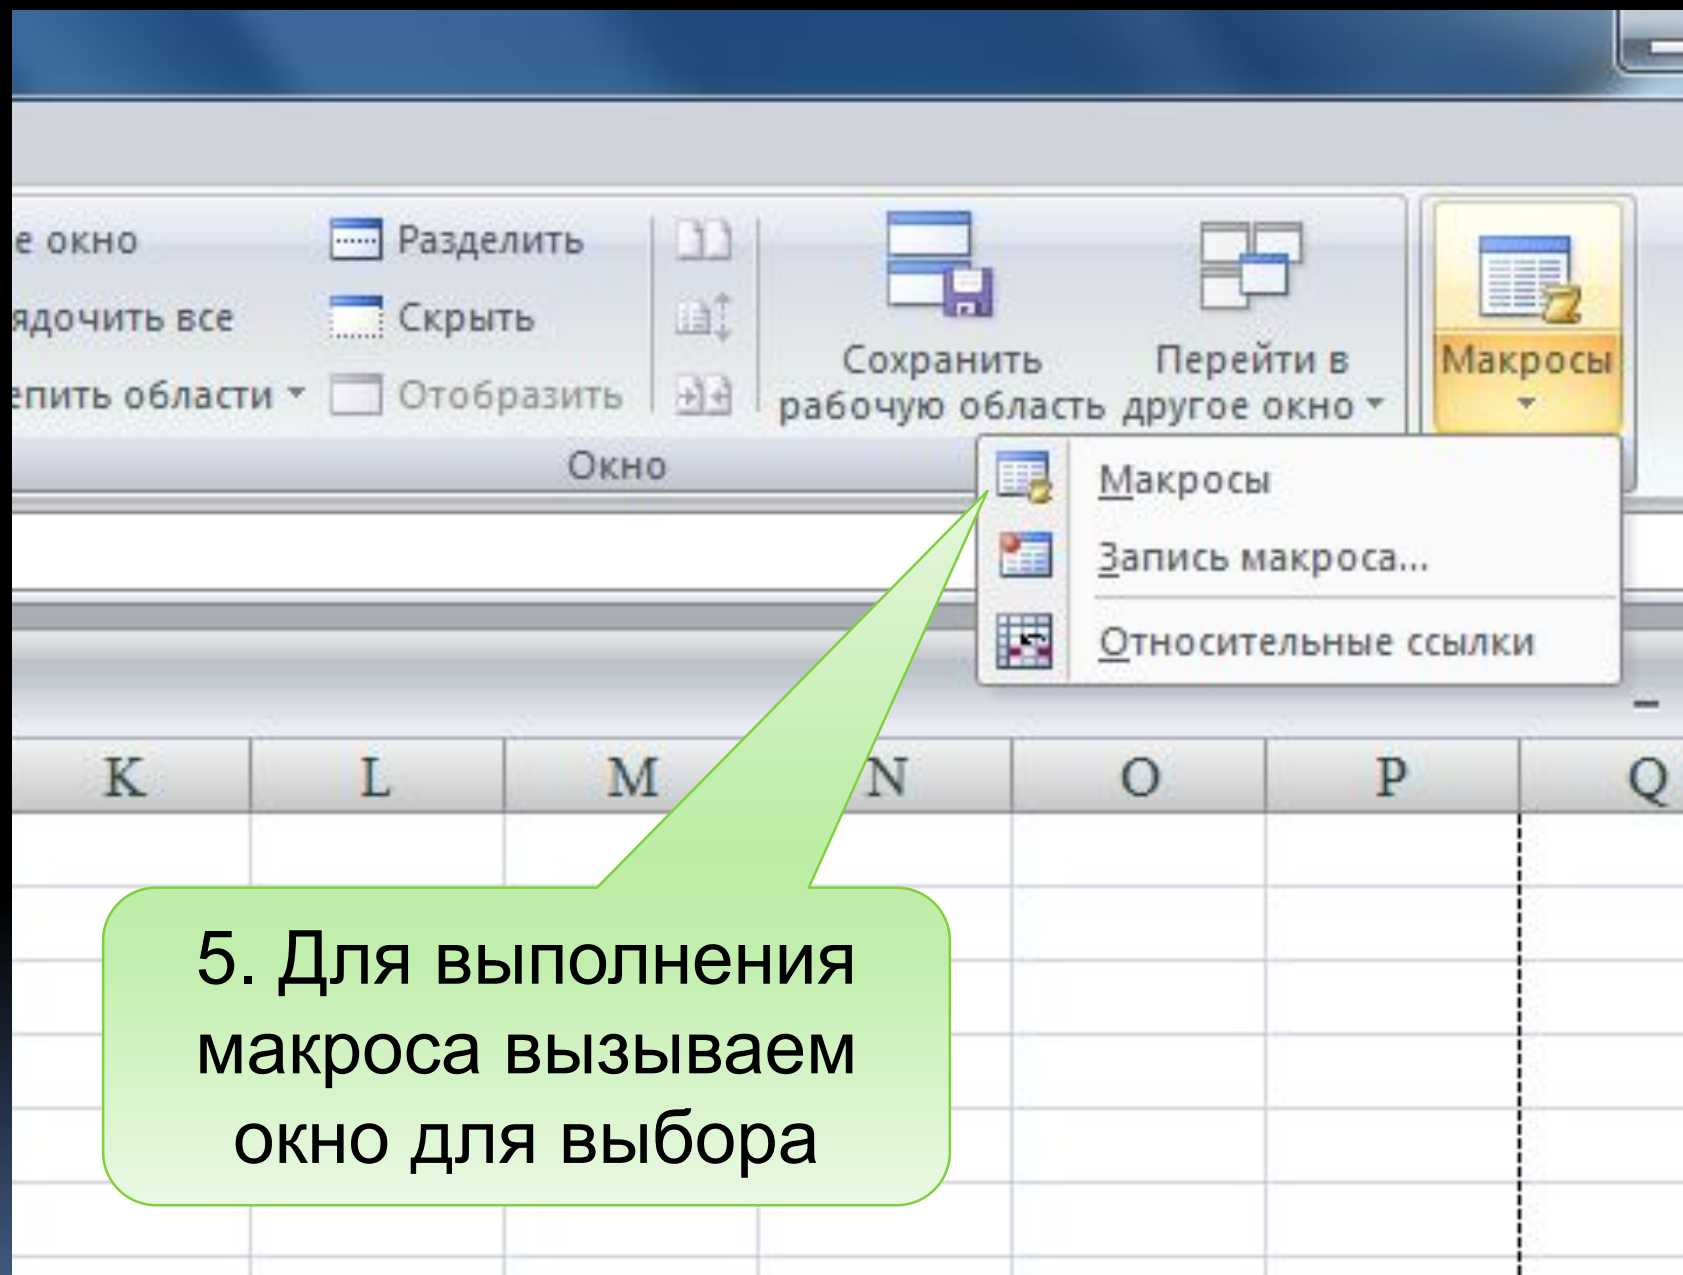 е окно
Разделить
ядочить все
Скрыть
епить области
Отобразить
Сохранить
рабочую область
Перейти в
другое окно
Макросы
Окно
Макросы
Запись макроса...
Относительные ссылки
K L M N O P Q
5. Для выполнения
макроса вызываем
окно для выбора